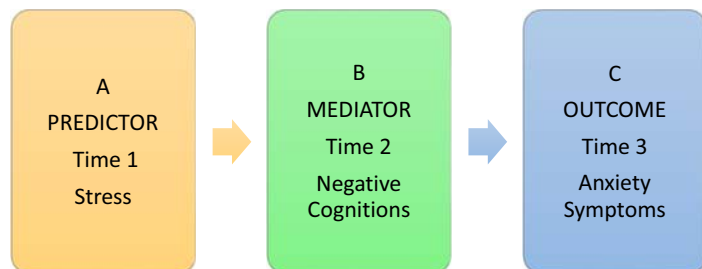 A
PREDICTOR
Time 1
Stress
B
MEDIATOR
Time 2
Negative
Cognitions
C
OUTCOME
Time 3
Anxiety
Symptoms